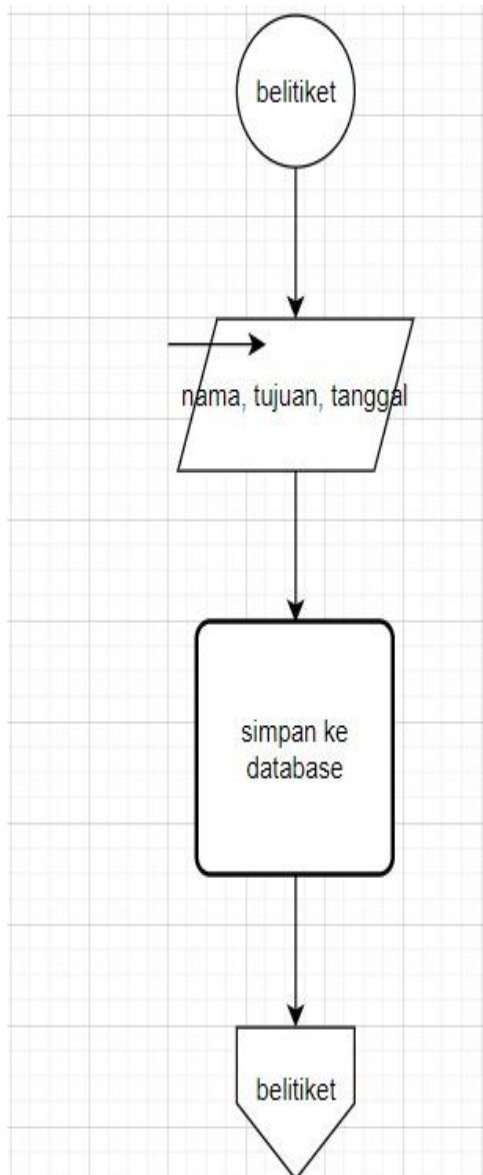 belitiket
nama, tujuan, tanggal
simpan ke
database
belitiket